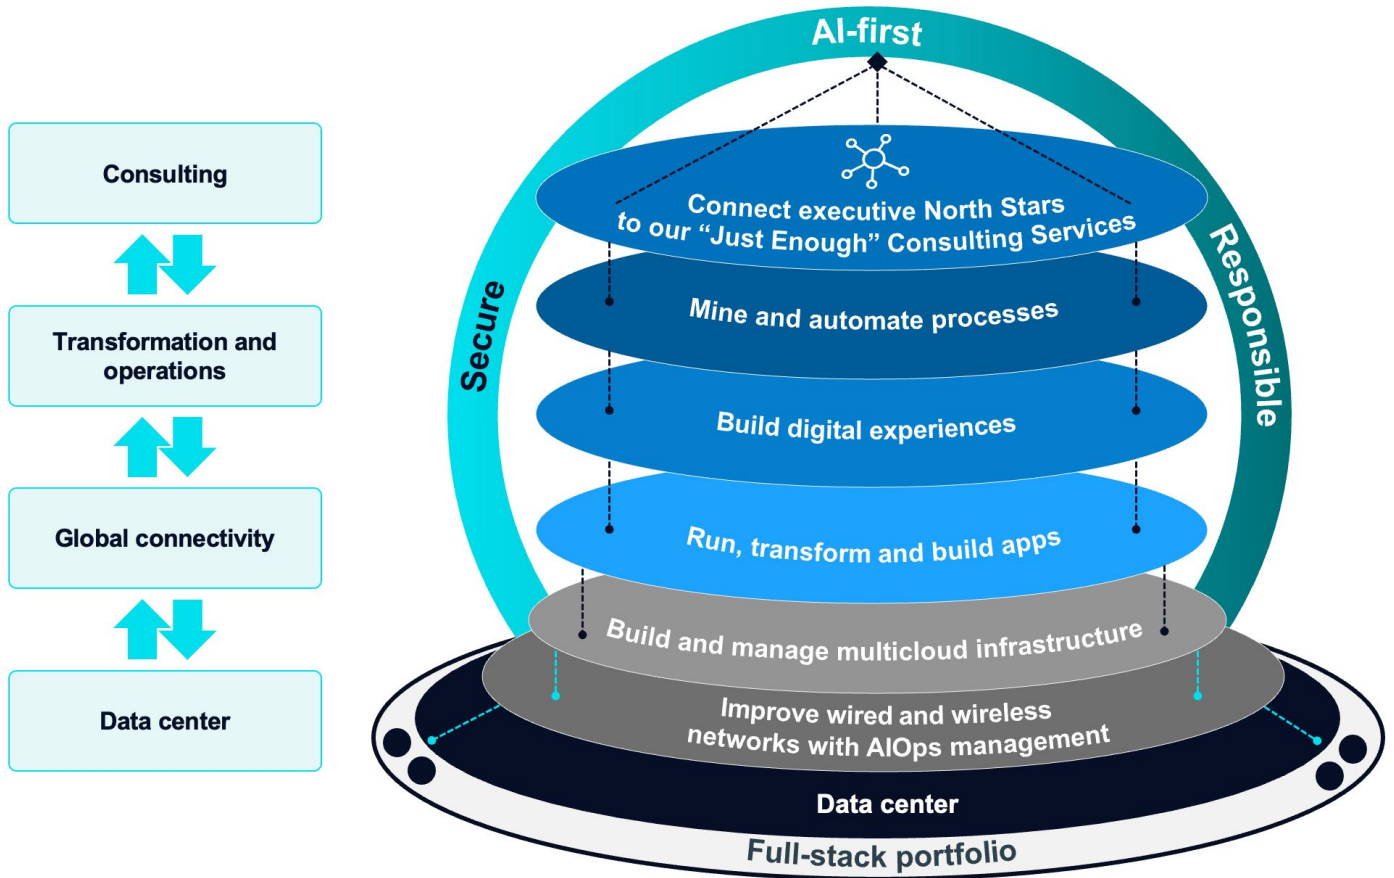 Consulting
Transformation and
operations
Global connectivity
Data center
AI-first
Secure
Responsible
Connect executive North Stars
to our “Just Enough” Consulting Services
Mine and automate processes
Build digital experiences
Run, transform and build apps
Build and manage multicloud infrastructure
Improve wired and wireless
networks with AIOps management
Data center
Full-stack portfolio